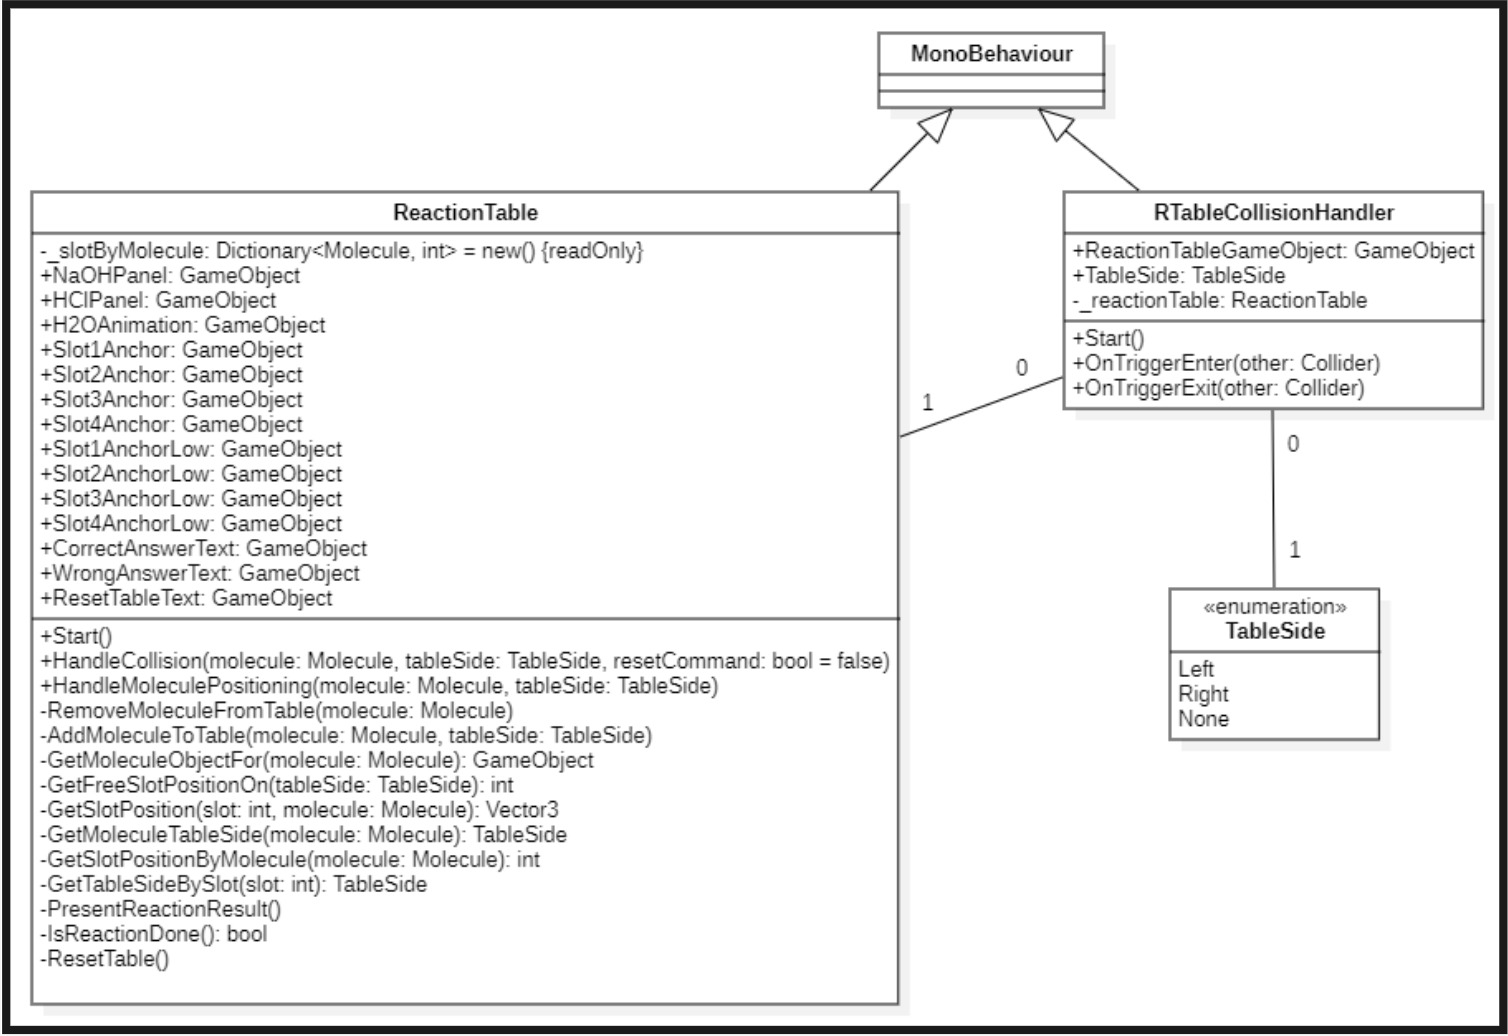 MonoBehaviour
ReactionTable
-_slotByMolecule: Dictionary<Molecule, int> = new() {readOnly}
+NaOHPanel: GameObject
+HClPanel: GameObject
+H2OAnimation: GameObject
+Slot1Anchor: GameObject
+Slot2Anchor: GameObject
+Slot3Anchor: GameObject
+Slot4Anchor: GameObject
+Slot1AnchorLow: GameObject
+Slot2AnchorLow: GameObject
+Slot3AnchorLow: GameObject
+Slot4AnchorLow: GameObject
+CorrectAnswerText: GameObject
+WrongAnswerText: GameObject
+ResetTableText: GameObject
+Start()
+HandleCollision(molecule: Molecule, tableSide: TableSide, resetCommand: bool = false)
+HandleMoleculePositioning(molecule: Molecule, tableSide: TableSide)
-RemoveMoleculeFromTable(molecule: Molecule)
-AddMoleculeToTable(molecule: Molecule, tableSide: TableSide)
-GetMoleculeObjectFor(molecule: Molecule): GameObject
-GetFreeSlotPositionOn(tableSide: TableSide): int
-GetSlotPosition(slot: int, molecule: Molecule): Vector3
-GetMoleculeTableSide(molecule: Molecule): TableSide
-GetSlotPositionByMolecule(molecule: Molecule): int
-GetTableSideBySlot(slot: int): TableSide
-PresentReactionResult()
-IsReactionDone(): bool
-ResetTable()
RTableCollisionHandler
+ReactionTableGameObject: GameObject
+TableSide: TableSide
-_reactionTable: ReactionTable
+Start()
+OnTriggerEnter(other: Collider)
+OnTriggerExit(other: Collider)
0
1
0
1
«enumeration»
TableSide
Left
Right
None